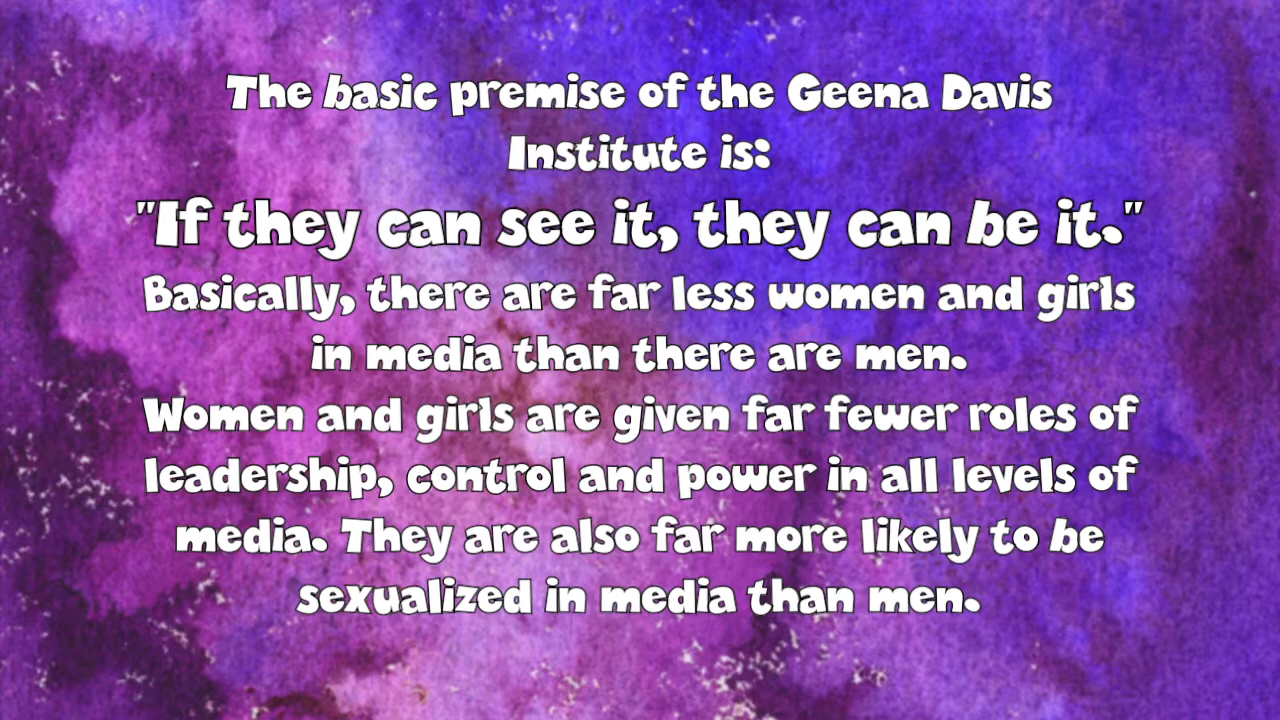 The basic premise of the Geena Davis
Institute is:
"If they can see it, they can be it."
Basically, there are far less women and girls
in media than there are men.
Women and girls are given far fewer roles of
leadership, control and power in all levels of
media. They are also far more likely to be
sexualized in media than men.